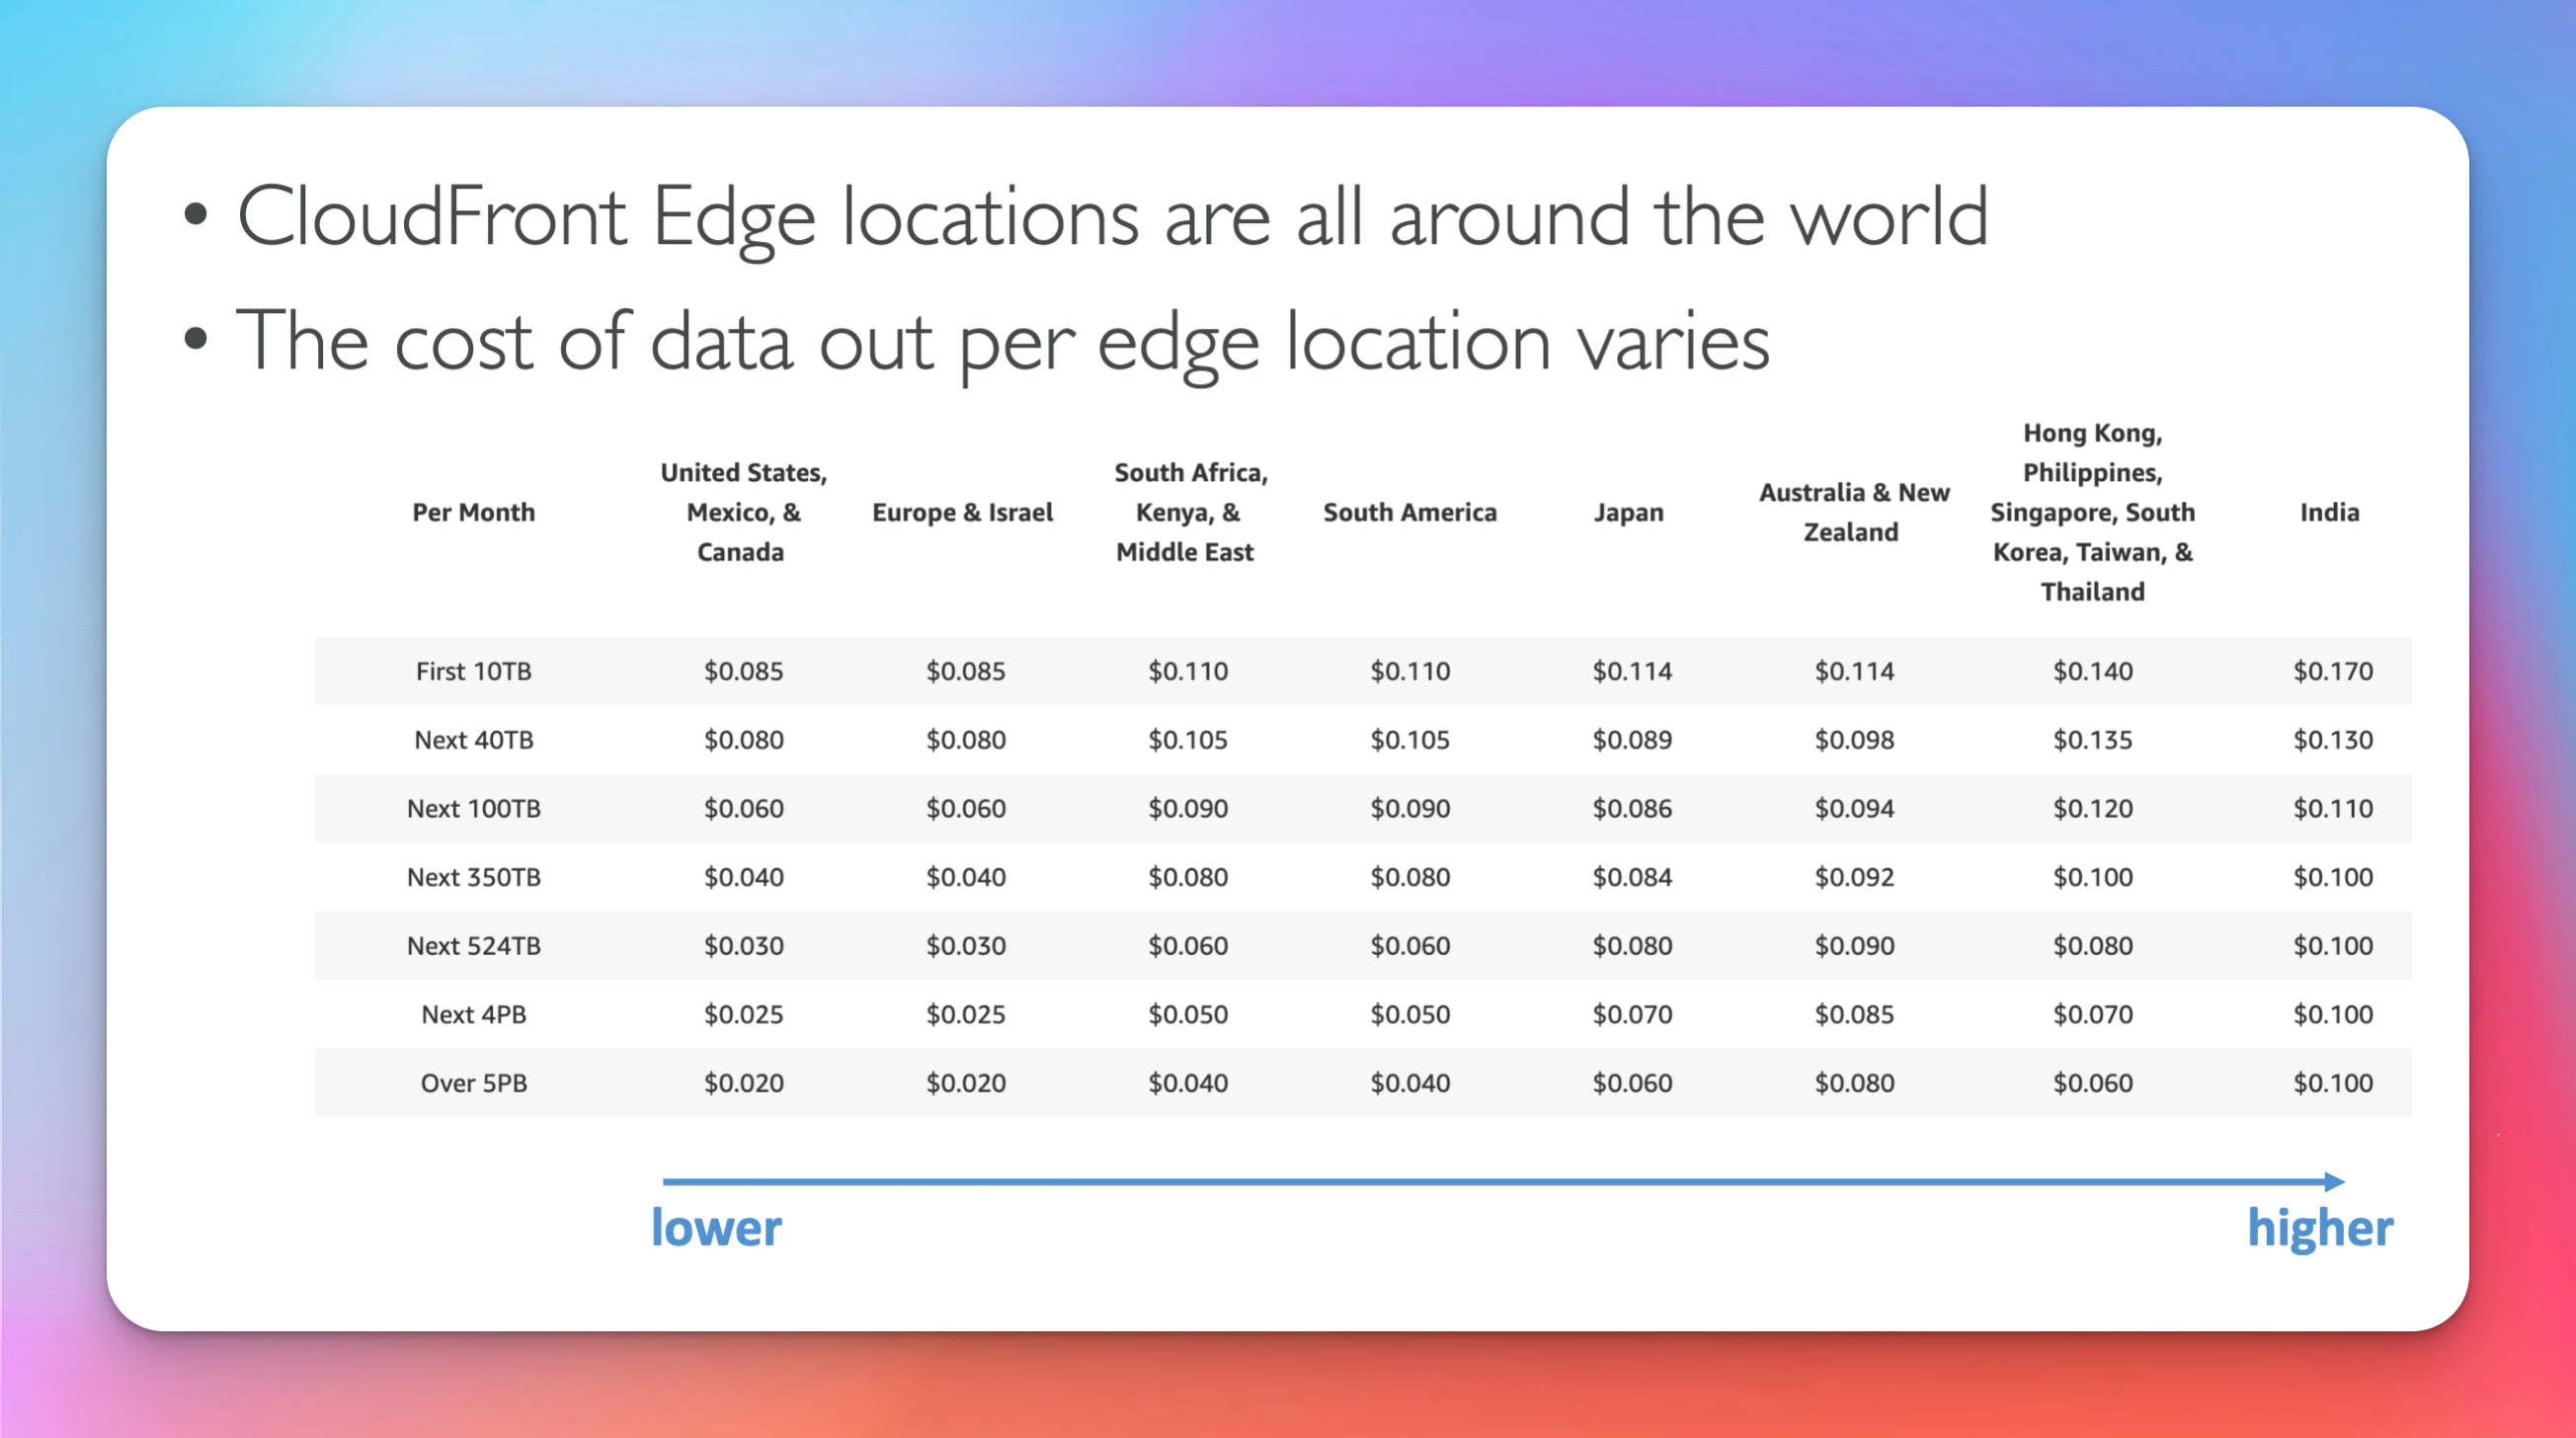 • CloudFront Edge locations are all around the world
• The cost of data out per edge location varies
Per Month United States, Mexico, & Canada Europe & Israel South Africa, Kenya, & Middle East South America Japan Australia & New Zealand Hong Kong, Philippines, Singapore, South Korea, Taiwan, & Thailand India
First 10TB $0.085 $0.085 $0.110 $0.110 $0.114 $0.114 $0.140 $0.170
Next 40TB $0.080 $0.080 $0.105 $0.105 $0.089 $0.098 $0.135 $0.130
Next 100TB $0.060 $0.060 $0.090 $0.090 $0.086 $0.094 $0.120 $0.110
Next 350TB $0.040 $0.040 $0.080 $0.080 $0.084 $0.092 $0.100 $0.100
Next 524TB $0.030 $0.030 $0.060 $0.060 $0.080 $0.090 $0.080 $0.100
Next 4PB $0.025 $0.025 $0.050 $0.050 $0.070 $0.085 $0.070 $0.100
Over 5PB $0.020 $0.020 $0.040 $0.040 $0.060 $0.080 $0.060 $0.100
lower higher